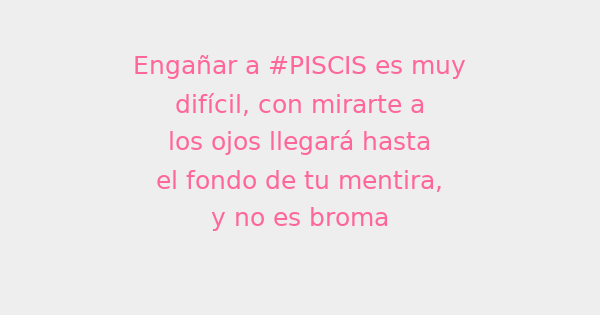 Engañar a #PISCIS es muy
difícil, con mirarte a
los ojos llegará hasta
el fondo de tu mentira,
y no es broma